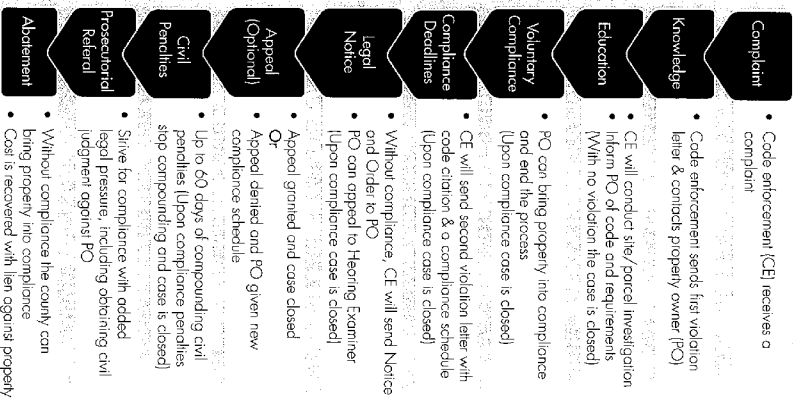 Complaint
• Code enforcement (CE) receives a
complaint
Knowledge
• Code enforcement sends first violation
letter & contacts property owner (PO)
Education
• CE will conduct site/parcel investigation
• Inform PO of code and requirements
(With no violation the case is closed)
Voluntary
Compliance
• PO can bring property into compliance
and end the process
(Upon compliance case is closed)
Compliance
Deadlines
• CE will send second violation letter with
code citation & a compliance schedule
(Upon compliance case is closed)
Legal
Notice
• Without compliance, CE will send Notice
and Order to PO
• PO can appeal to Hearing Examiner
(Upon compliance case is closed)
Appeal
(Optional)
• Appeal granted and case closed
Or
• Appeal denied and PO given new
compliance schedule
Civil
Penalties
• Up to 60 days of compounding civil
penalties (Upon compliance penalties
stop compounding and case is closed)
Prosecutorial
Referal
• Strive for compliance with added
legal pressure, including obtaining civil
judgment against PO
Abatement
• Without compliance the county can
bring property into compliance
• Cost is recovered with lien against property